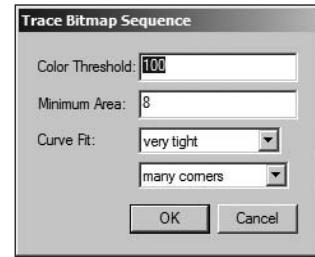 Trace Bitmap Sequence
Color Threshold: 100
Minimum Area: 8
Curve Fit: very tight
many corners
OK Cancel